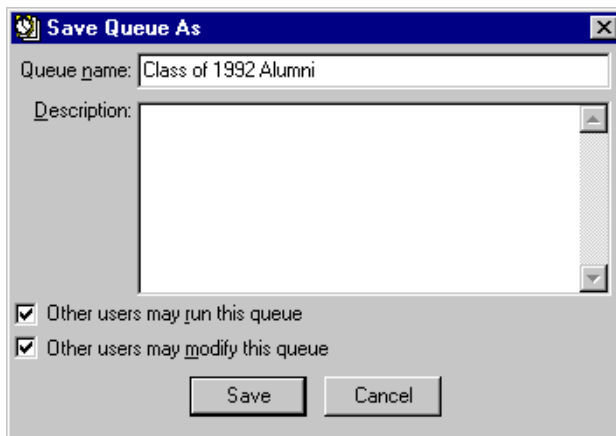 Save Queue As
Queue name: Class of 1992 Alumni
Description:
Other users may run this queue
Other users may modify this queue
Save Cancel